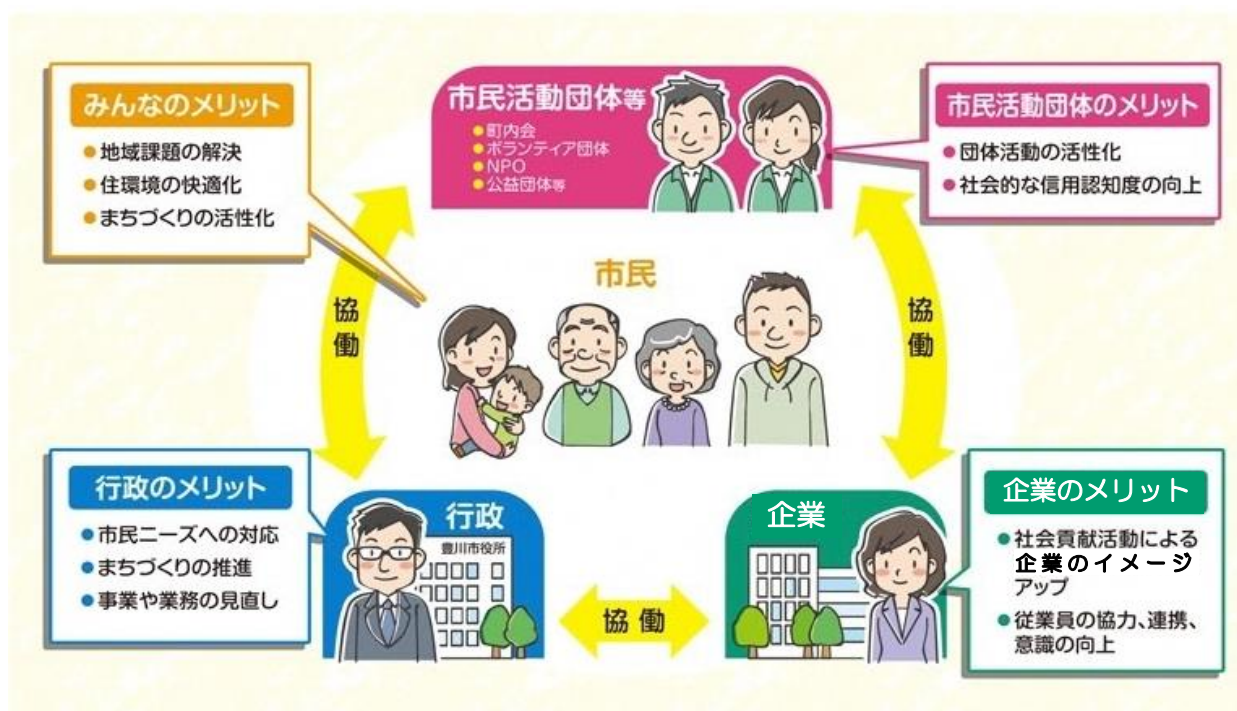 みんなのメリット
●地域課題の解決
●住環境の快適化
●まちづくりの活性化
市民活動団体等
●町内会
●ボランティア団体
●NPO
●公益団体等
市民活動団体のメリット
●団体活動の活性化
●社会的な信用認知度の向上
市民
協働
協働
行政のメリット
●市民ニーズへの対応
●まちづくりの推進
●事業や業務の見直し
行政
豊川市役所
協働
企業
企業のメリット
●社会貢献活動による
企業のイメージ
アップ
●従業員の協力、連携、
意識の向上